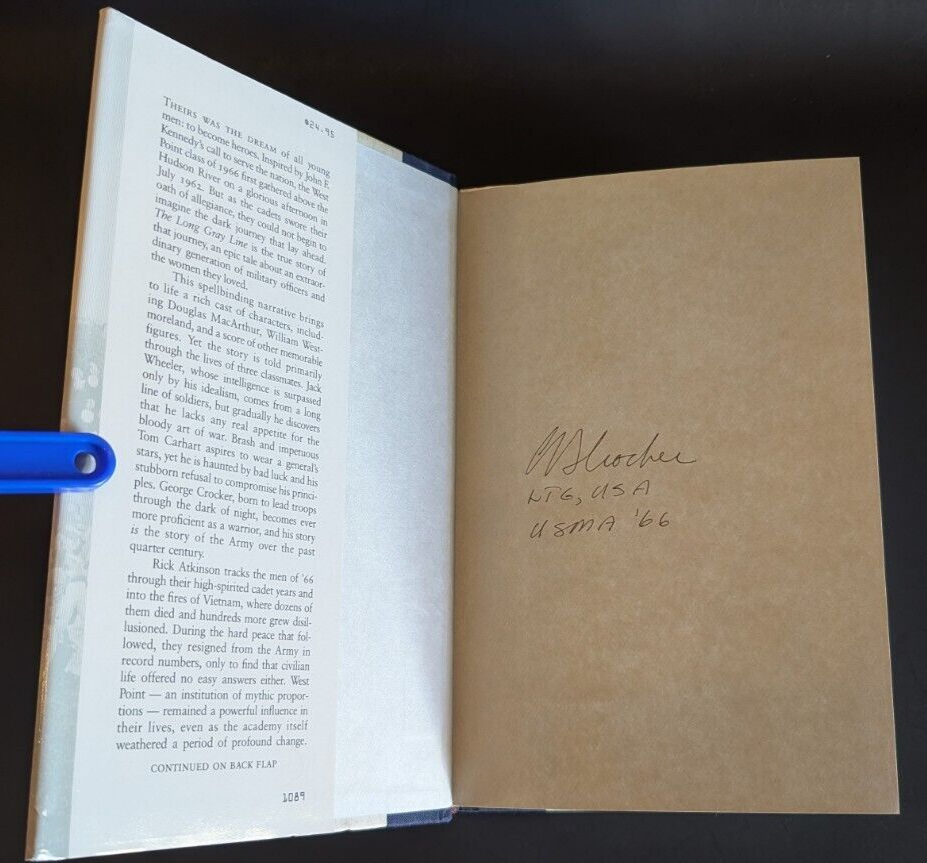 $24.95
THEIRS WAS THE DREAM of all young
men: to become heroes. Inspired by John F.
Kennedy's call to serve the nation, the West
Point class of 1966 first gathered above the
Hudson River on a glorious afternoon in
July 1962. But as the cadets swore their
oath of allegiance, they could not begin to
imagine the dark journey that lay ahead.
The Long Gray Line is the true story of
that journey, an epic tale about an extraor-
dinary generation of military officers and
the women they loved.
This spellbinding narrative brings
to life a rich cast of characters, includ-
ing Douglas MacArthur, William West-
moreland, and a score of other memorable
figures. Yet the story is told primarily
through the lives of three classmates. Jack
Wheeler, whose intelligence is surpassed
only by his idealism, comes from a long
line of soldiers, but gradually he discovers
that he lacks any real appetite for the
bloody art of war. Brash and impetuous
Tom Carhart aspires to wear a general's
stars, yet he is haunted by bad luck and his
stubborn refusal to compromise his princi-
ples. George Crocker, born to lead troops
through the dark of night, becomes ever
more proficient as a warrior, and his story
is the story of the Army over the past
quarter century.
Rick Atkinson tracks the men of '66
through their high-spirited cadet years and
into the fires of Vietnam, where dozens of
them died and hundreds more grew disil-
lusioned. During the hard peace that fol-
lowed, they resigned from the Army in
record numbers, only to find that civilian
life offered no easy answers either. West
Point — an institution of mythic propor-
tions — remained a powerful influence in
their lives, even as the academy itself
weathered a period of profound change.
CONTINUED ON BACK FLAP
1089
Crocker
LTG, USA
USMA '66